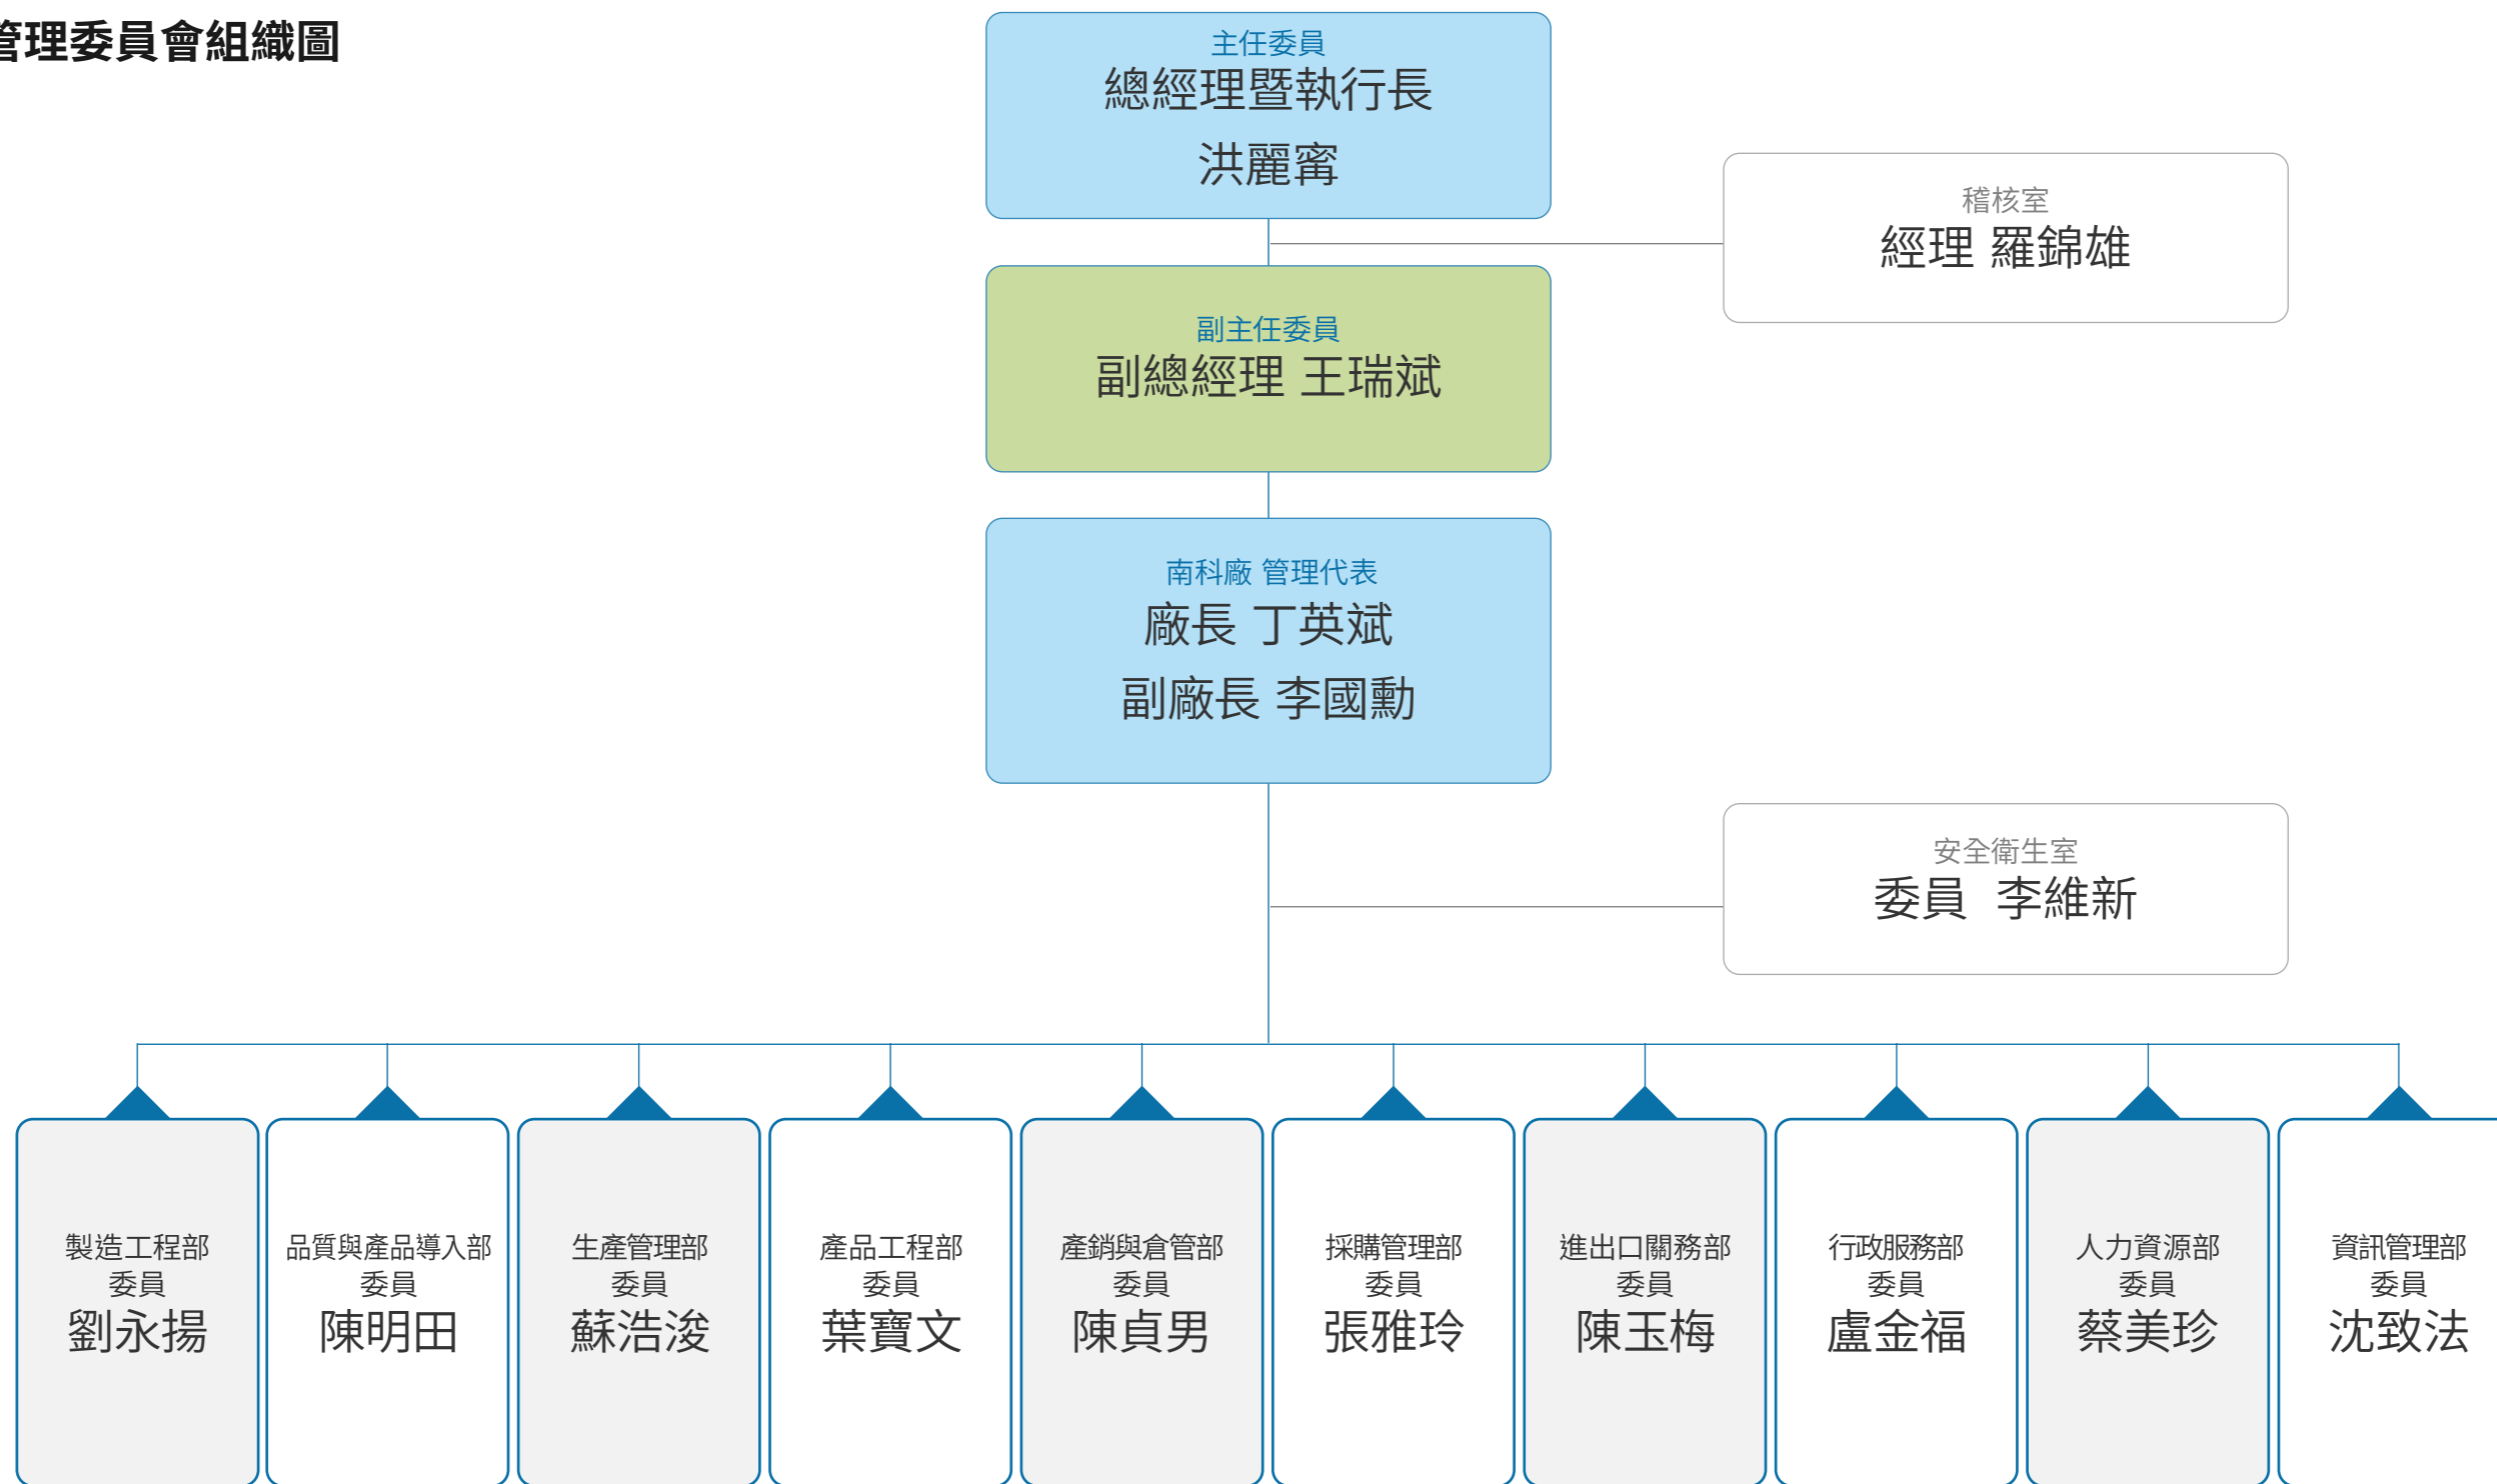 管理委員會組織圖
主任委員
總經理暨執行長
洪麗寗
稽核室
經理 羅錦雄
副主任委員
副總經理 王瑞斌
南科廠 管理代表
廠長 丁英斌
副廠長 李國勳
安全衛生室
委員 李維新
製造工程部
委員
劉永揚
品質與產品導入部
委員
陳明田
生產管理部
委員
蘇浩浚
產品工程部
委員
葉寶文
產銷與倉管部
委員
陳貞男
採購管理部
委員
張雅玲
進出口關務部
委員
陳玉梅
行政服務部
委員
盧金福
人力資源部
委員
蔡美珍
資訊管理部
委員
沈致法